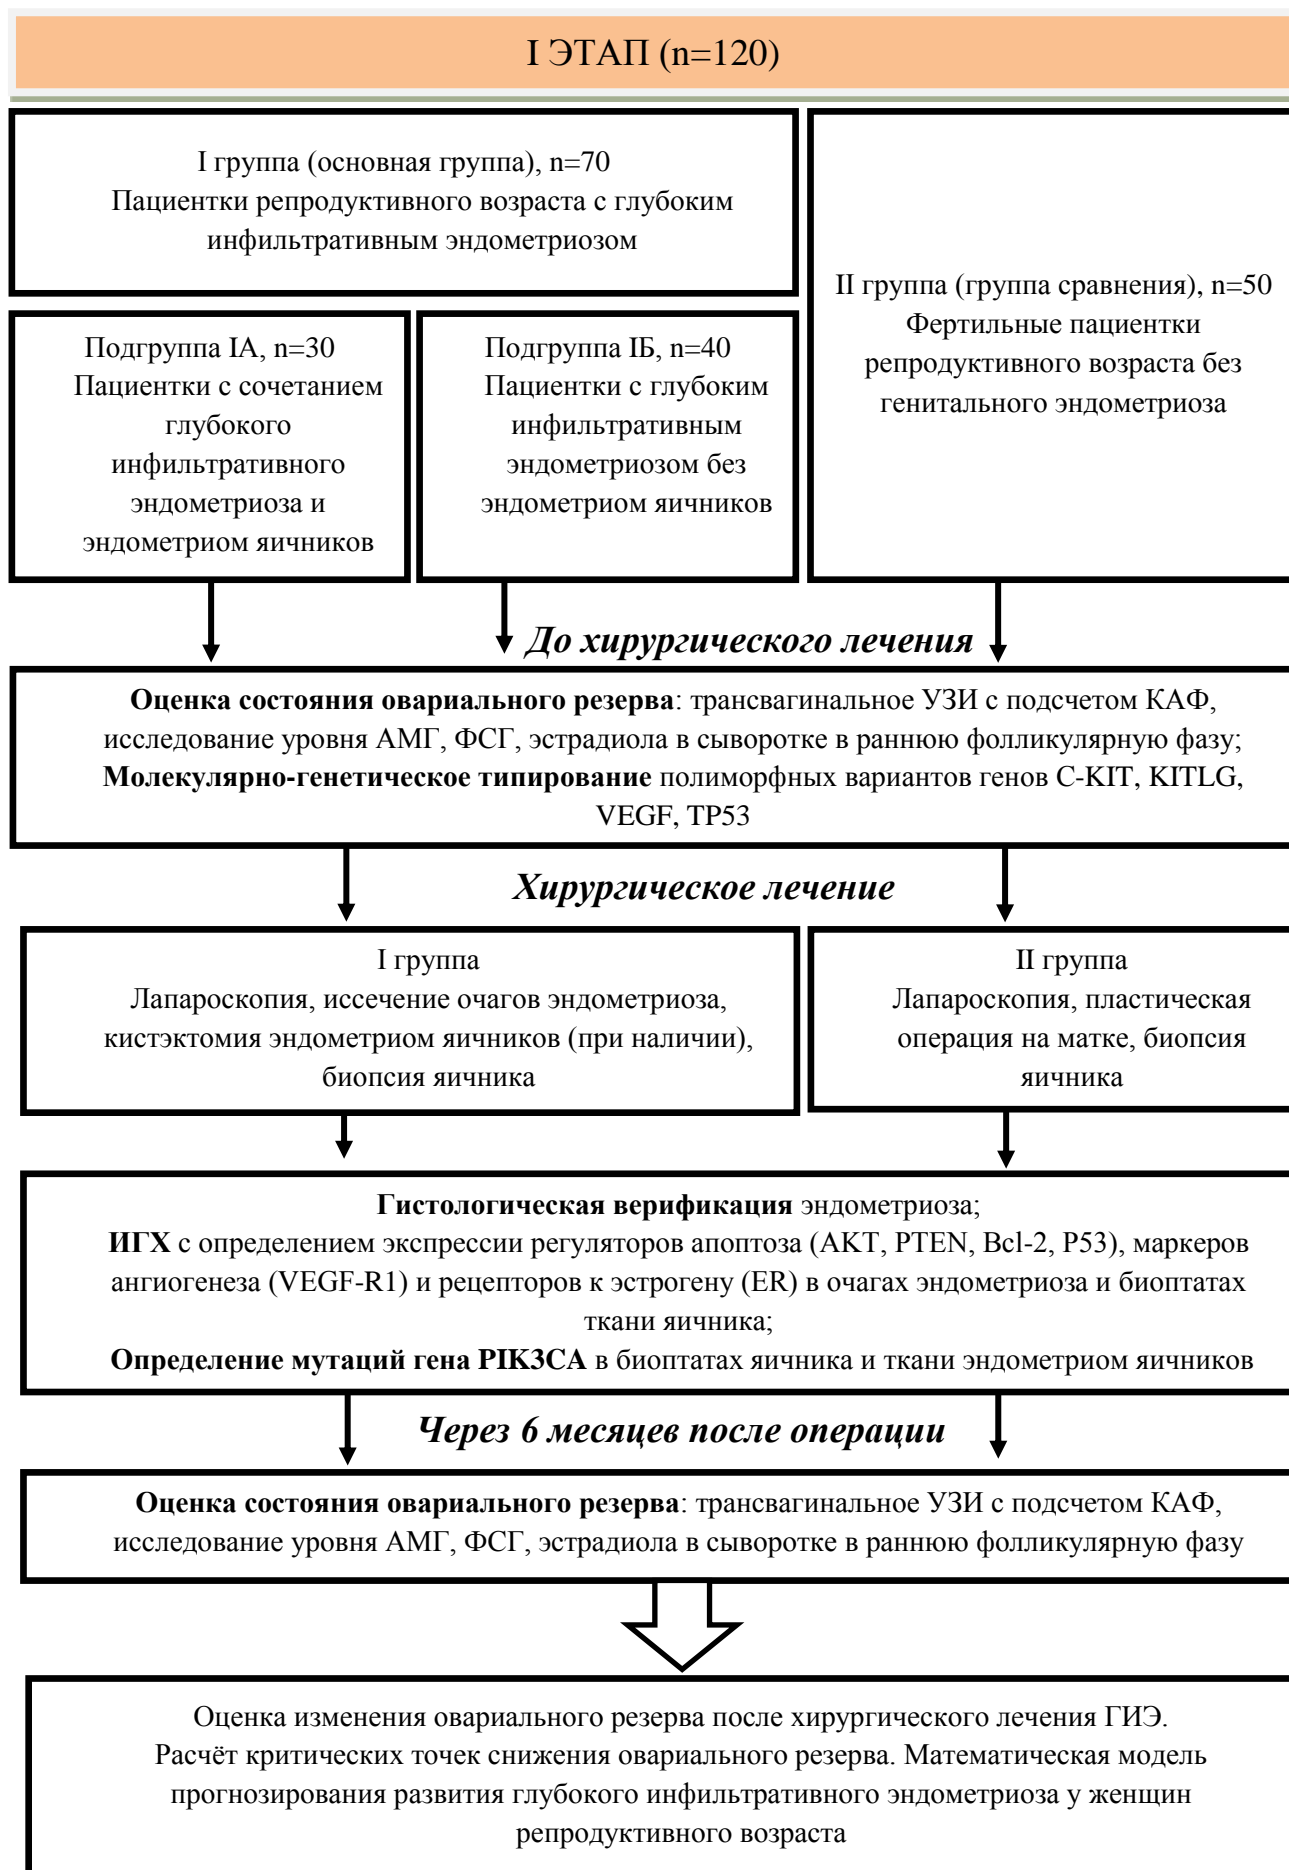 I ЭТАП (n=120)
I группа (основная группа), n=70
Пациентки репродуктивного возраста с глубоким
инфильтративным эндометриозом
II группа (группа сравнения), n=50
Фертильные пациентки
репродуктивного возраста без
генитального эндометриоза
Подгруппа IА, n=30
Пациентки с сочетанием
глубокого
инфильтративного
эндометриоза и
эндометриом яичников
Подгруппа IБ, n=40
Пациентки с глубоким
инфильтративным
эндометриозом без
эндометриом яичников
До хирургического лечения
Оценка состояния овариального резерва: трансвагинальное УЗИ с подсчетом КАФ,
исследование уровня АМГ, ФСГ, эстрадиола в сыворотке в раннюю фолликулярную фазу;
Молекулярно-генетическое типирование полиморфных вариантов генов C-KIT, KITLG,
VEGF, TP53
Хирургическое лечение
I группа
Лапароскопия, иссечение очагов эндометриоза,
кистэктомия эндометриом яичников (при наличии),
биопсия яичника
II группа
Лапароскопия, пластическая
операция на матке, биопсия
яичника
Гистологическая верификация эндометриоза;
ИГХ с определением экспрессии регуляторов апоптоза (AKT, PTEN, Bcl-2, P53), маркеров
ангиогенеза (VEGF-R1) и рецепторов к эстрогену (ER) в очагах эндометриоза и биоптатах
ткани яичника;
Определение мутаций гена PIK3CA в биоптатах яичника и ткани эндометриом яичников
Через 6 месяцев после операции
Оценка состояния овариального резерва: трансвагинальное УЗИ с подсчетом КАФ,
исследование уровня АМГ, ФСГ, эстрадиола в сыворотке в раннюю фолликулярную фазу
Оценка изменения овариального резерва после хирургического лечения ГИЭ.
Расчёт критических точек снижения овариального резерва. Математическая модель
прогнозирования развития глубокого инфильтративного эндометриоза у женщин
репродуктивного возраста